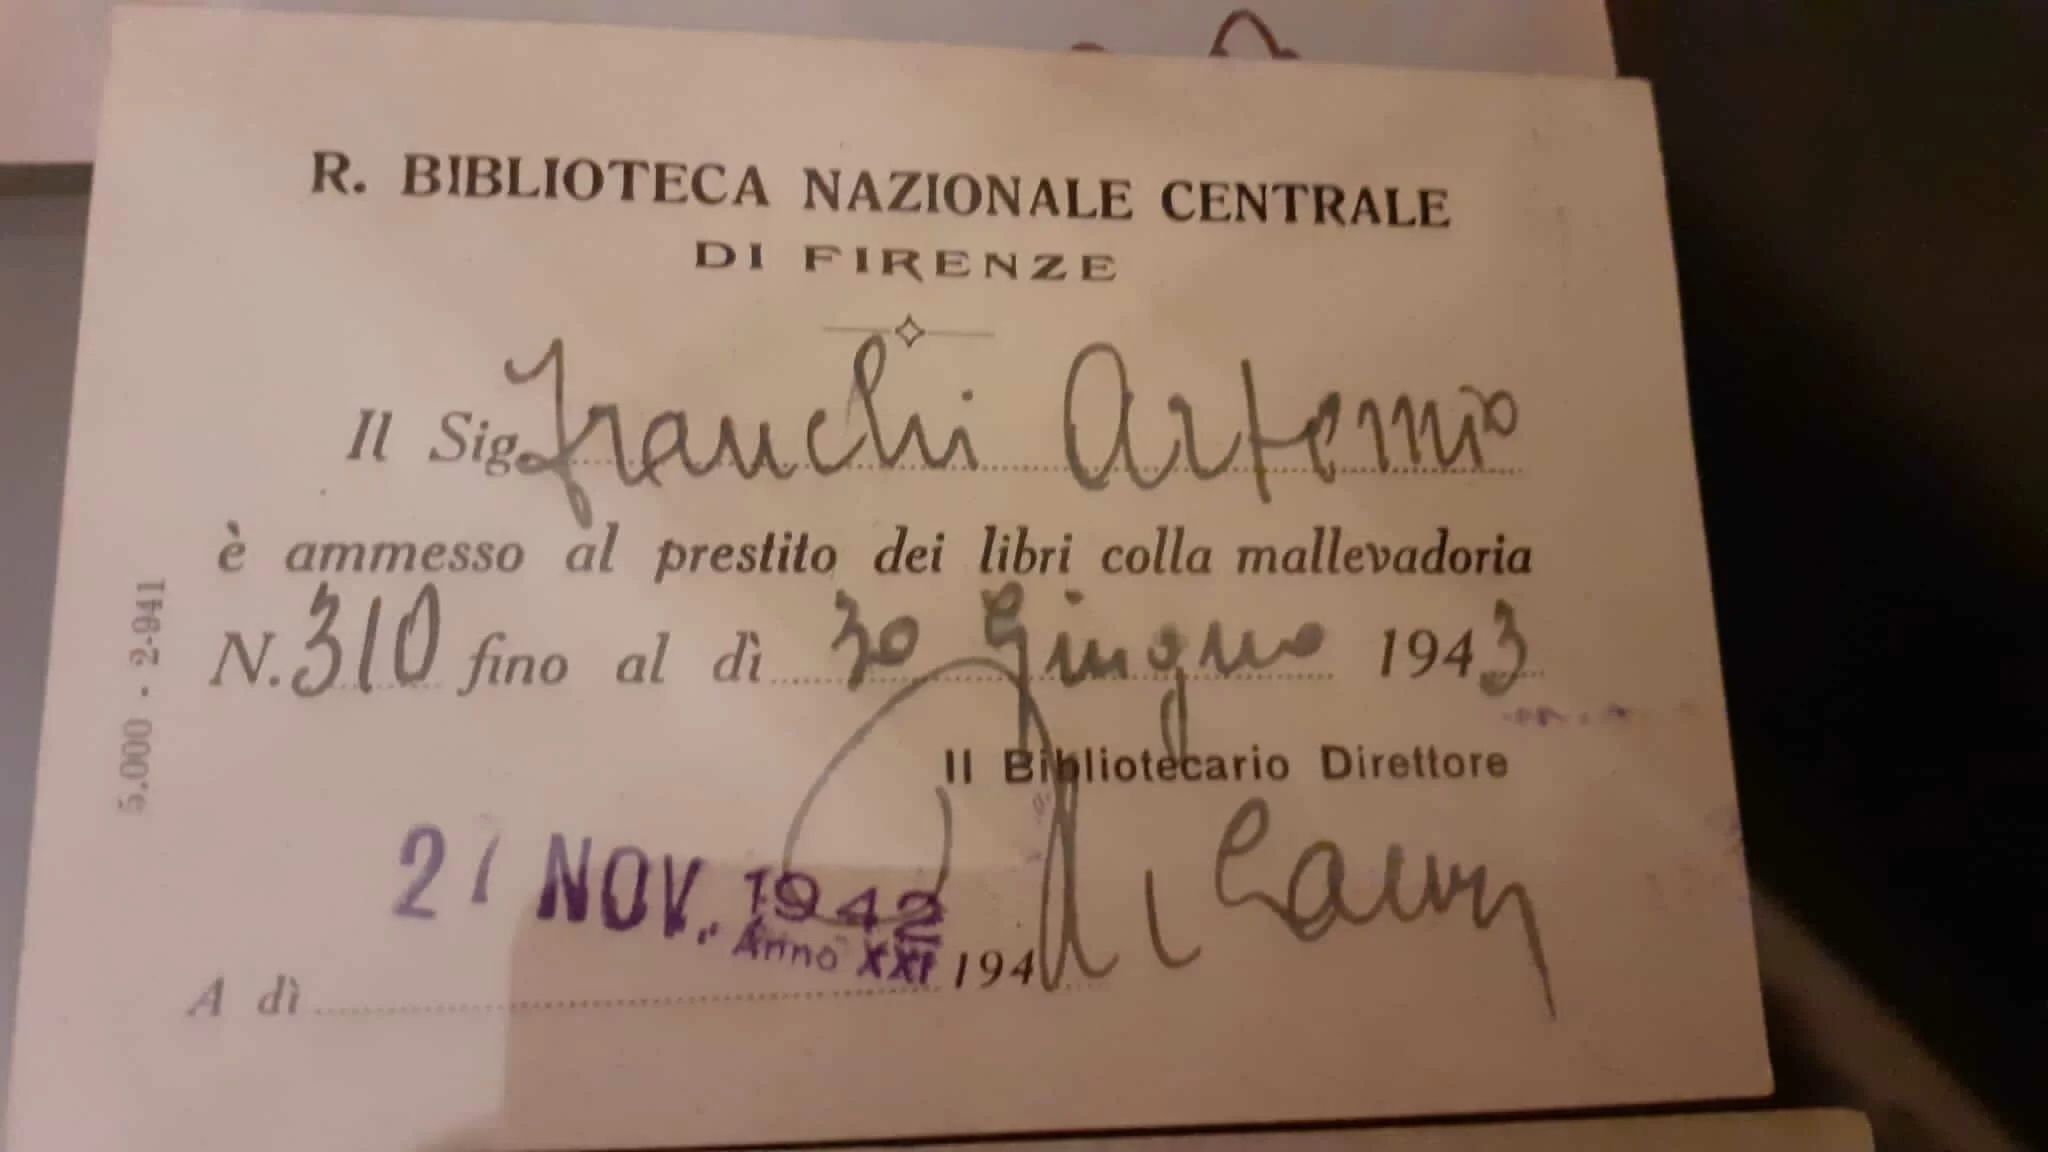 R. BIBLIOTECA NAZIONALE CENTRALE
DI FIRENZE
Il Sig. Franchi Artemio
è ammesso al prestito dei libri colla mallevadoria
N. 310 fino al dì 30 Giugno 1943
Il Bibliotecario Direttore
NOV. 1942
Anno XXI
A dì 194
5.000 - 2-941